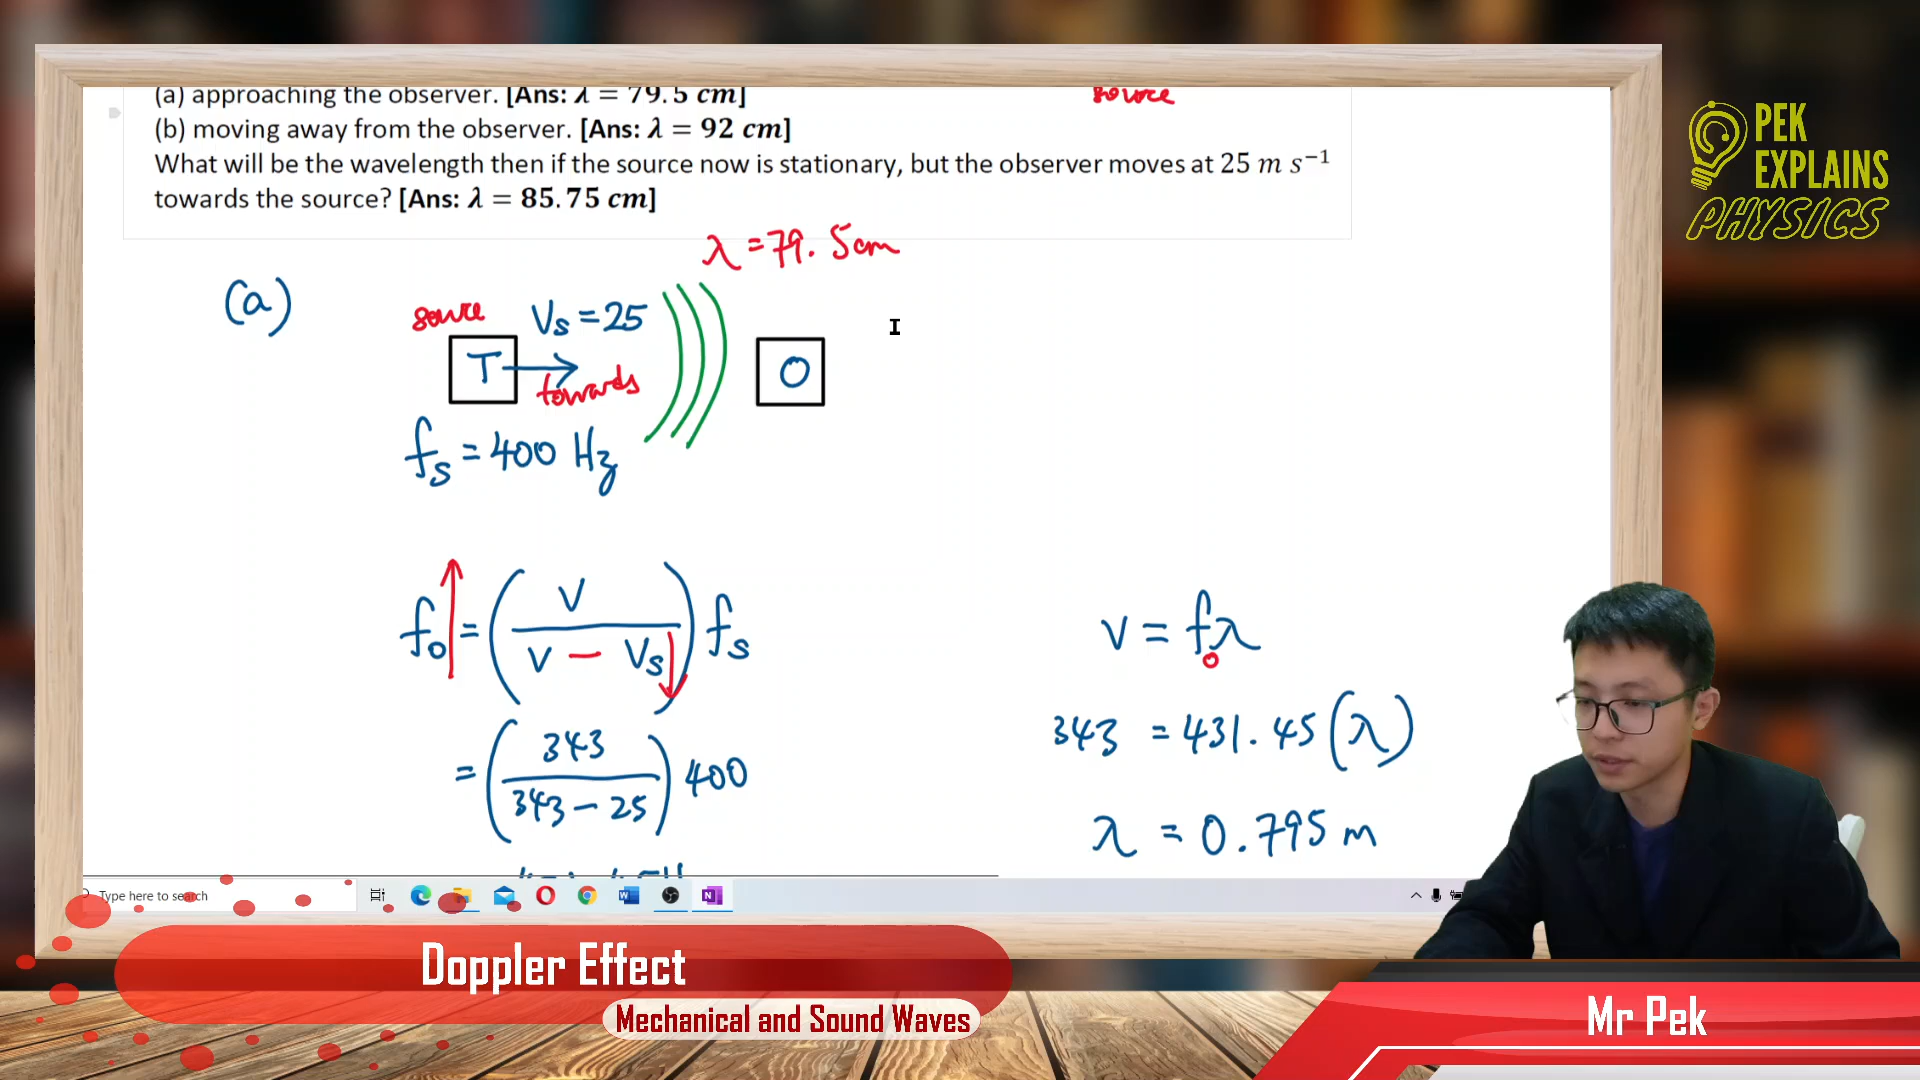 (a) approaching the observer. [Ans: λ = 79.5 cm]
source
(b) moving away from the observer. [Ans: λ = 92 cm]
What will be the wavelength then if the source now is stationary, but the observer moves at 25 m s⁻¹
towards the source? [Ans: λ = 85.75 cm]
PEK
EXPLAINS
PHYSICS
λ = 79.5cm
(a)
source
Vs = 25
T
towards
O
fs = 400 Hz
fo = (V / V − Vs) fs
= (343 / 343 − 25) 400
v = foλ
343 = 431.45 (λ)
λ = 0.795 m
Type here to search
Doppler Effect
Mechanical and Sound Waves
Mr Pek